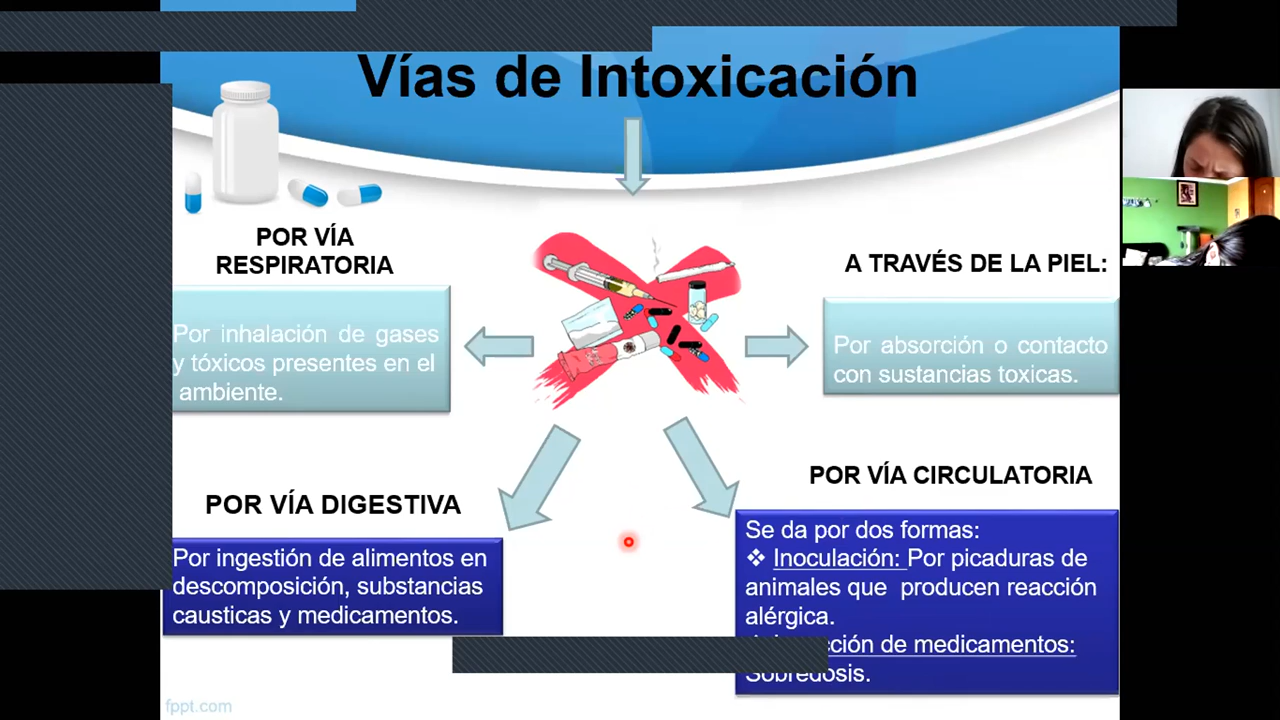 Vías de Intoxicación
POR VÍA
RESPIRATORIA
Por inhalación de gases
y tóxicos presentes en el
ambiente.
A TRAVÉS DE LA PIEL:
Por absorción o contacto
con sustancias toxicas.
POR VÍA DIGESTIVA
Por ingestión de alimentos en
descomposición, substancias
causticas y medicamentos.
POR VÍA CIRCULATORIA
Se da por dos formas:
❖ Inoculación: Por picaduras de
animales que producen reacción
alérgica.
de medicamentos:
Sobredosis.
fppt.com